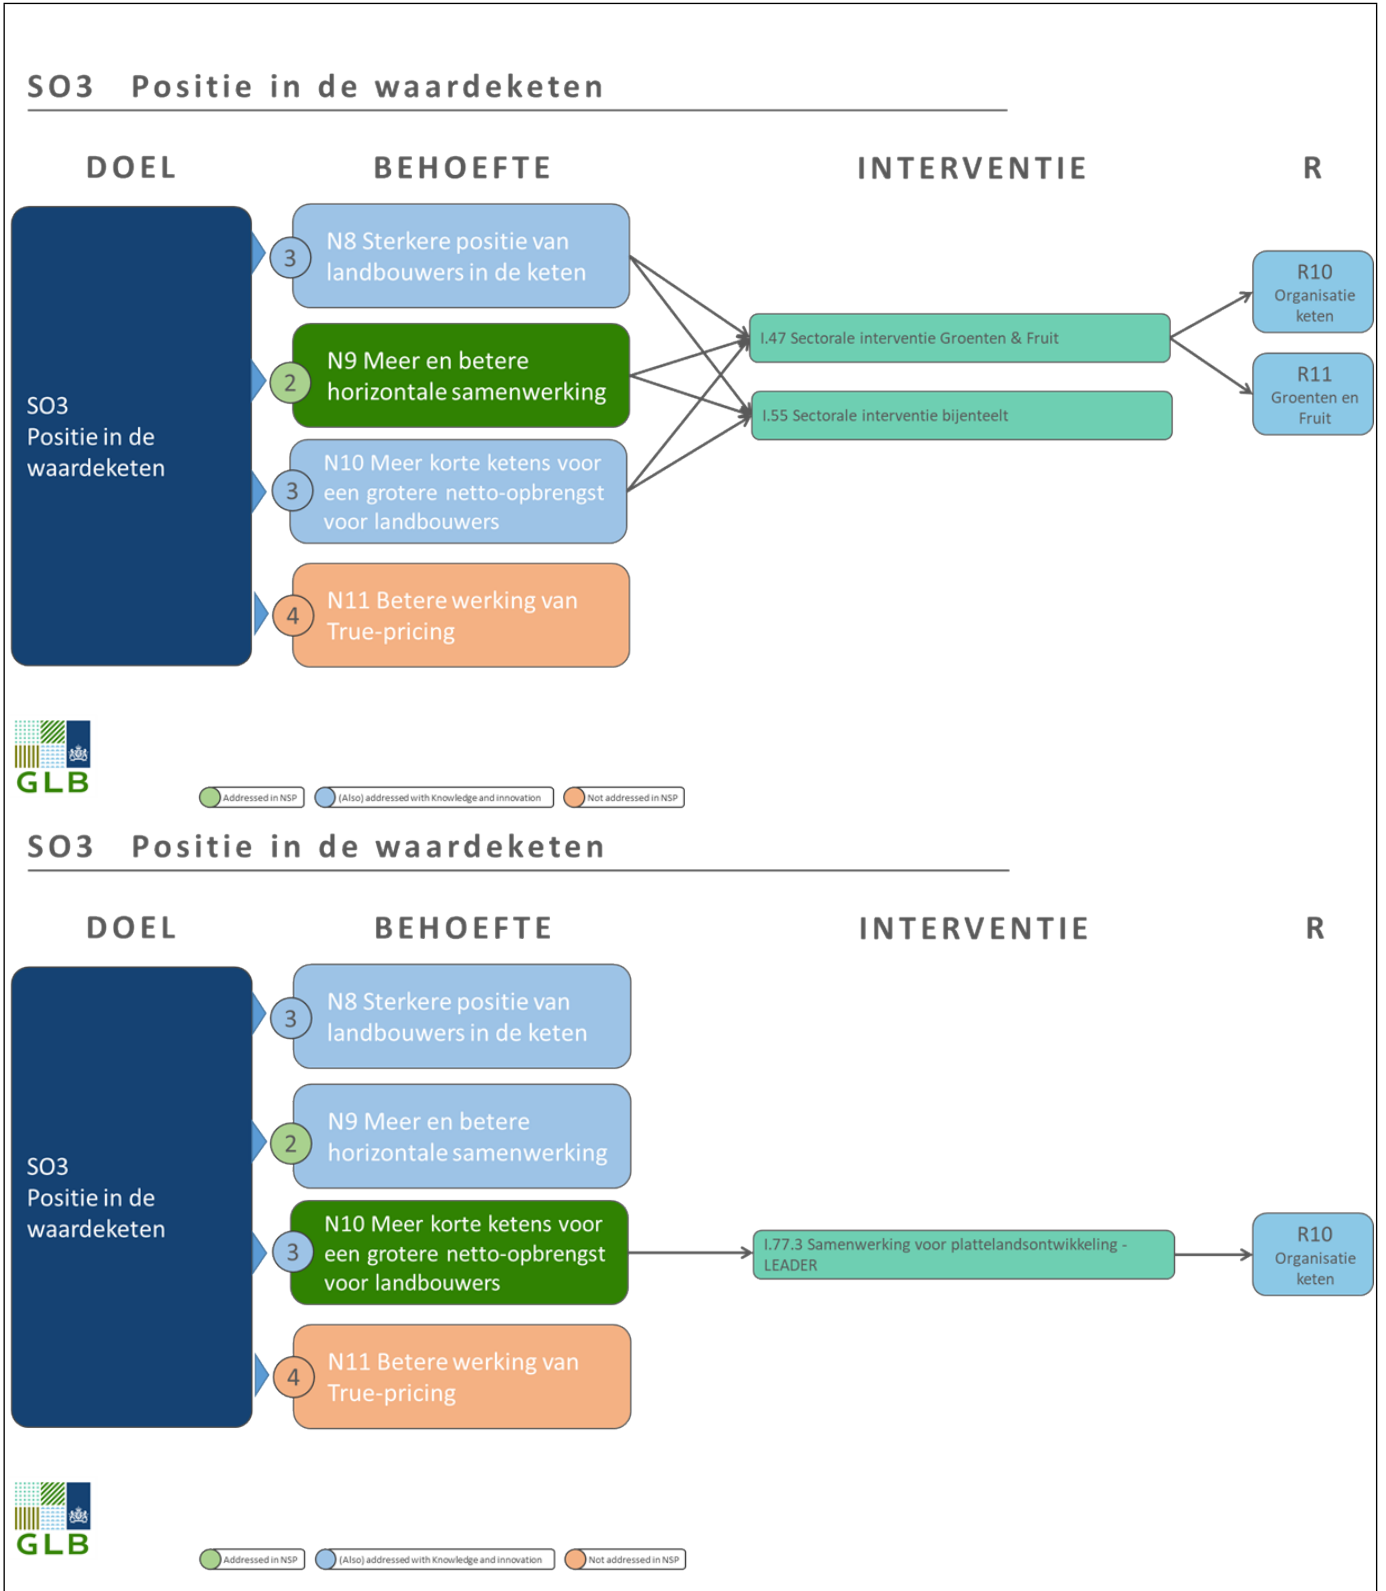 SO3 Positie in de waardeketen
DOEL BEHOEFTE INTERVENTIE R
SO3
Positie in de
waardeketen
3
N8 Sterkere positie van
landbouwers in de keten
2
N9 Meer en betere
horizontale samenwerking
3
N10 Meer korte ketens voor
een grotere netto-opbrengst
voor landbouwers
4
N11 Betere werking van
True-pricing
I.47 Sectorale interventie Groenten & Fruit
I.55 Sectorale interventie bijenteelt
R10
Organisatie
keten
R11
Groenten en
Fruit
GLB
Addressed in NSP
(Also) addressed with Knowledge and innovation
Not addressed in NSP
SO3 Positie in de waardeketen
DOEL BEHOEFTE INTERVENTIE R
SO3
Positie in de
waardeketen
3
N8 Sterkere positie van
landbouwers in de keten
2
N9 Meer en betere
horizontale samenwerking
3
N10 Meer korte ketens voor
een grotere netto-opbrengst
voor landbouwers
4
N11 Betere werking van
True-pricing
I.77.3 Samenwerking voor plattelandsontwikkeling -
LEADER
R10
Organisatie
keten
GLB
Addressed in NSP
(Also) addressed with Knowledge and innovation
Not addressed in NSP